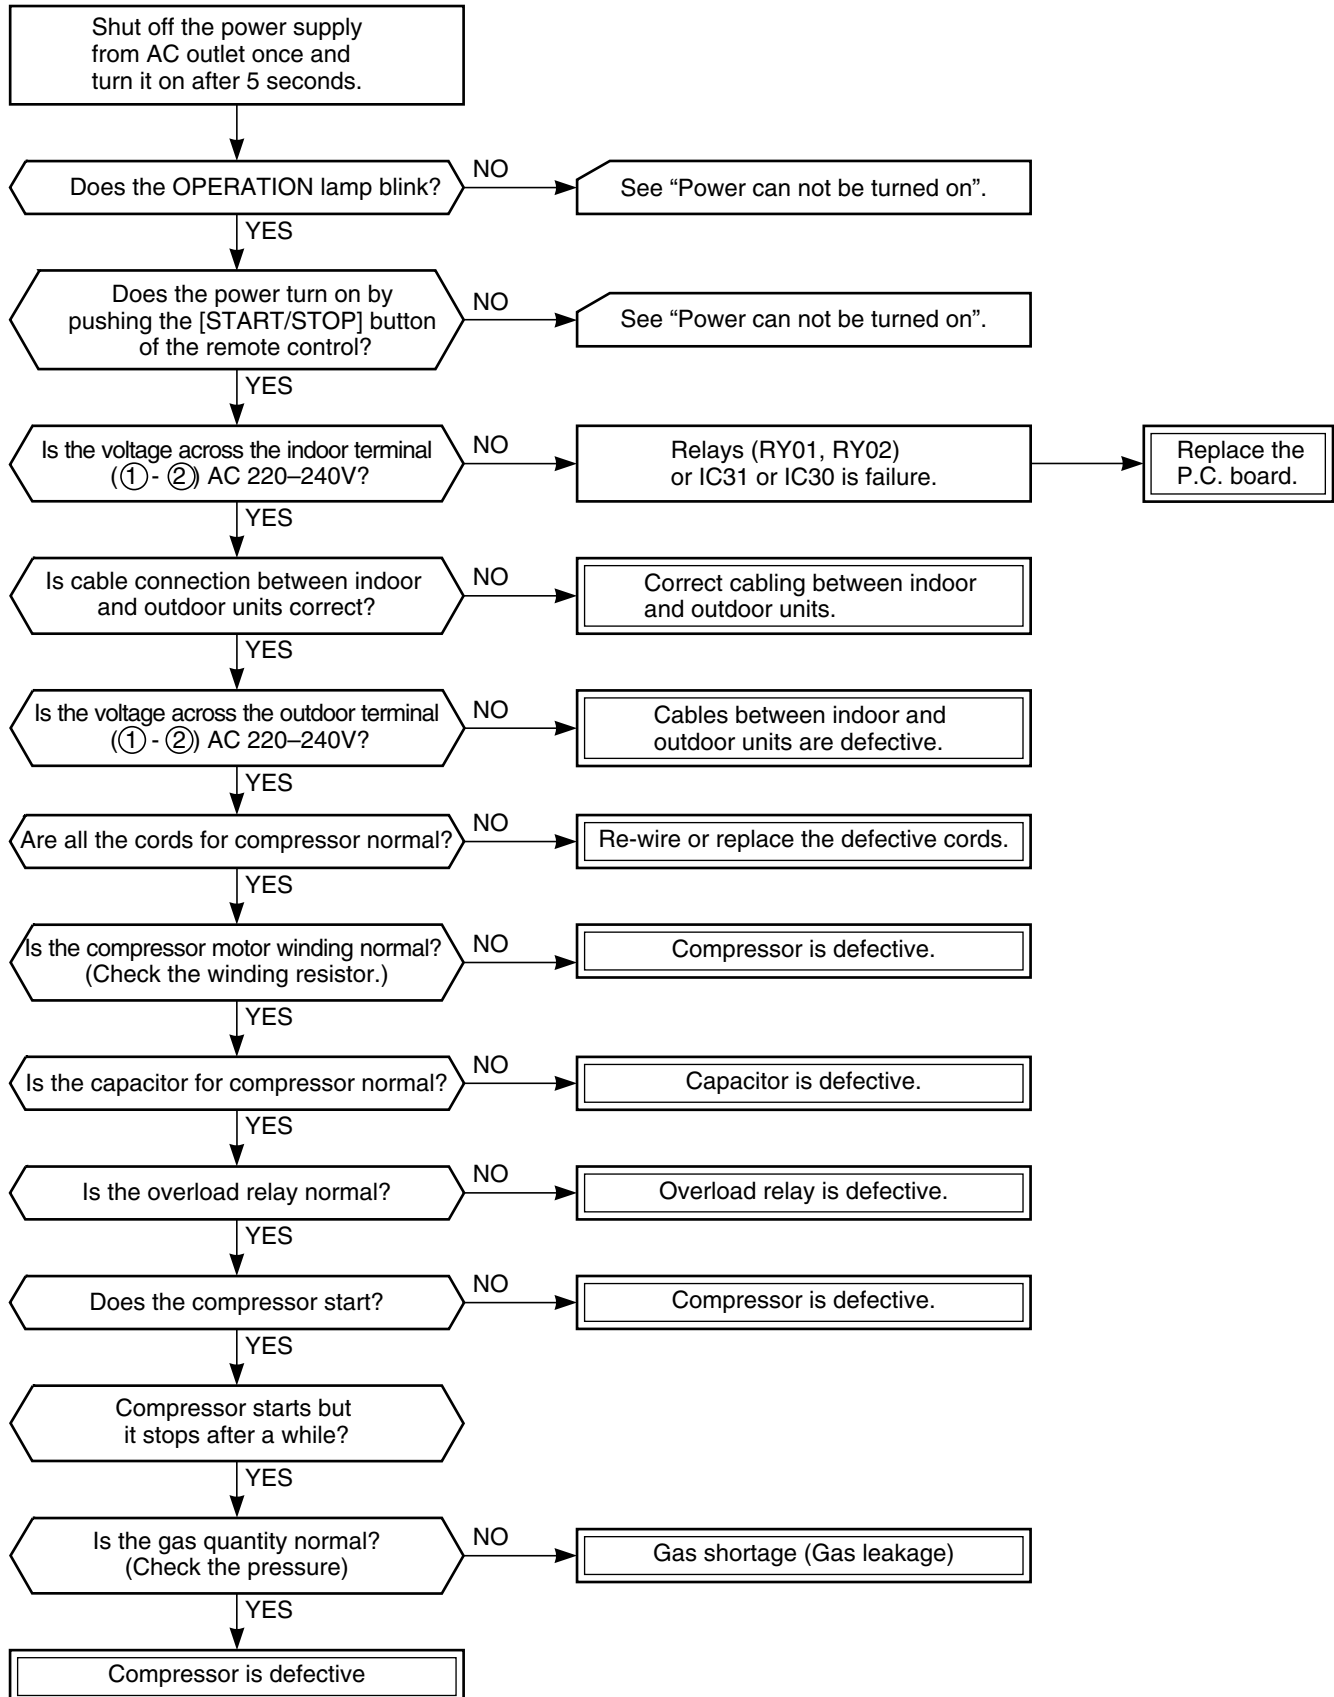 Shut off the power supply
from AC outlet once and
turn it on after 5 seconds.
Does the OPERATION lamp blink?
NO
See “Power can not be turned on”.
YES
Does the power turn on by
pushing the [START/STOP] button
of the remote control?
NO
See “Power can not be turned on”.
YES
Is the voltage across the indoor terminal
(① - ②) AC 220–240V?
NO
Relays (RY01, RY02)
or IC31 or IC30 is failure.
Replace the
P.C. board.
YES
Is cable connection between indoor
and outdoor units correct?
NO
Correct cabling between indoor
and outdoor units.
YES
Is the voltage across the outdoor terminal
(① - ②) AC 220–240V?
NO
Cables between indoor and
outdoor units are defective.
YES
Are all the cords for compressor normal?
NO
Re-wire or replace the defective cords.
YES
Is the compressor motor winding normal?
(Check the winding resistor.)
NO
Compressor is defective.
YES
Is the capacitor for compressor normal?
NO
Capacitor is defective.
YES
Is the overload relay normal?
NO
Overload relay is defective.
YES
Does the compressor start?
NO
Compressor is defective.
YES
Compressor starts but
it stops after a while?
YES
Is the gas quantity normal?
(Check the pressure)
NO
Gas shortage (Gas leakage)
YES
Compressor is defective